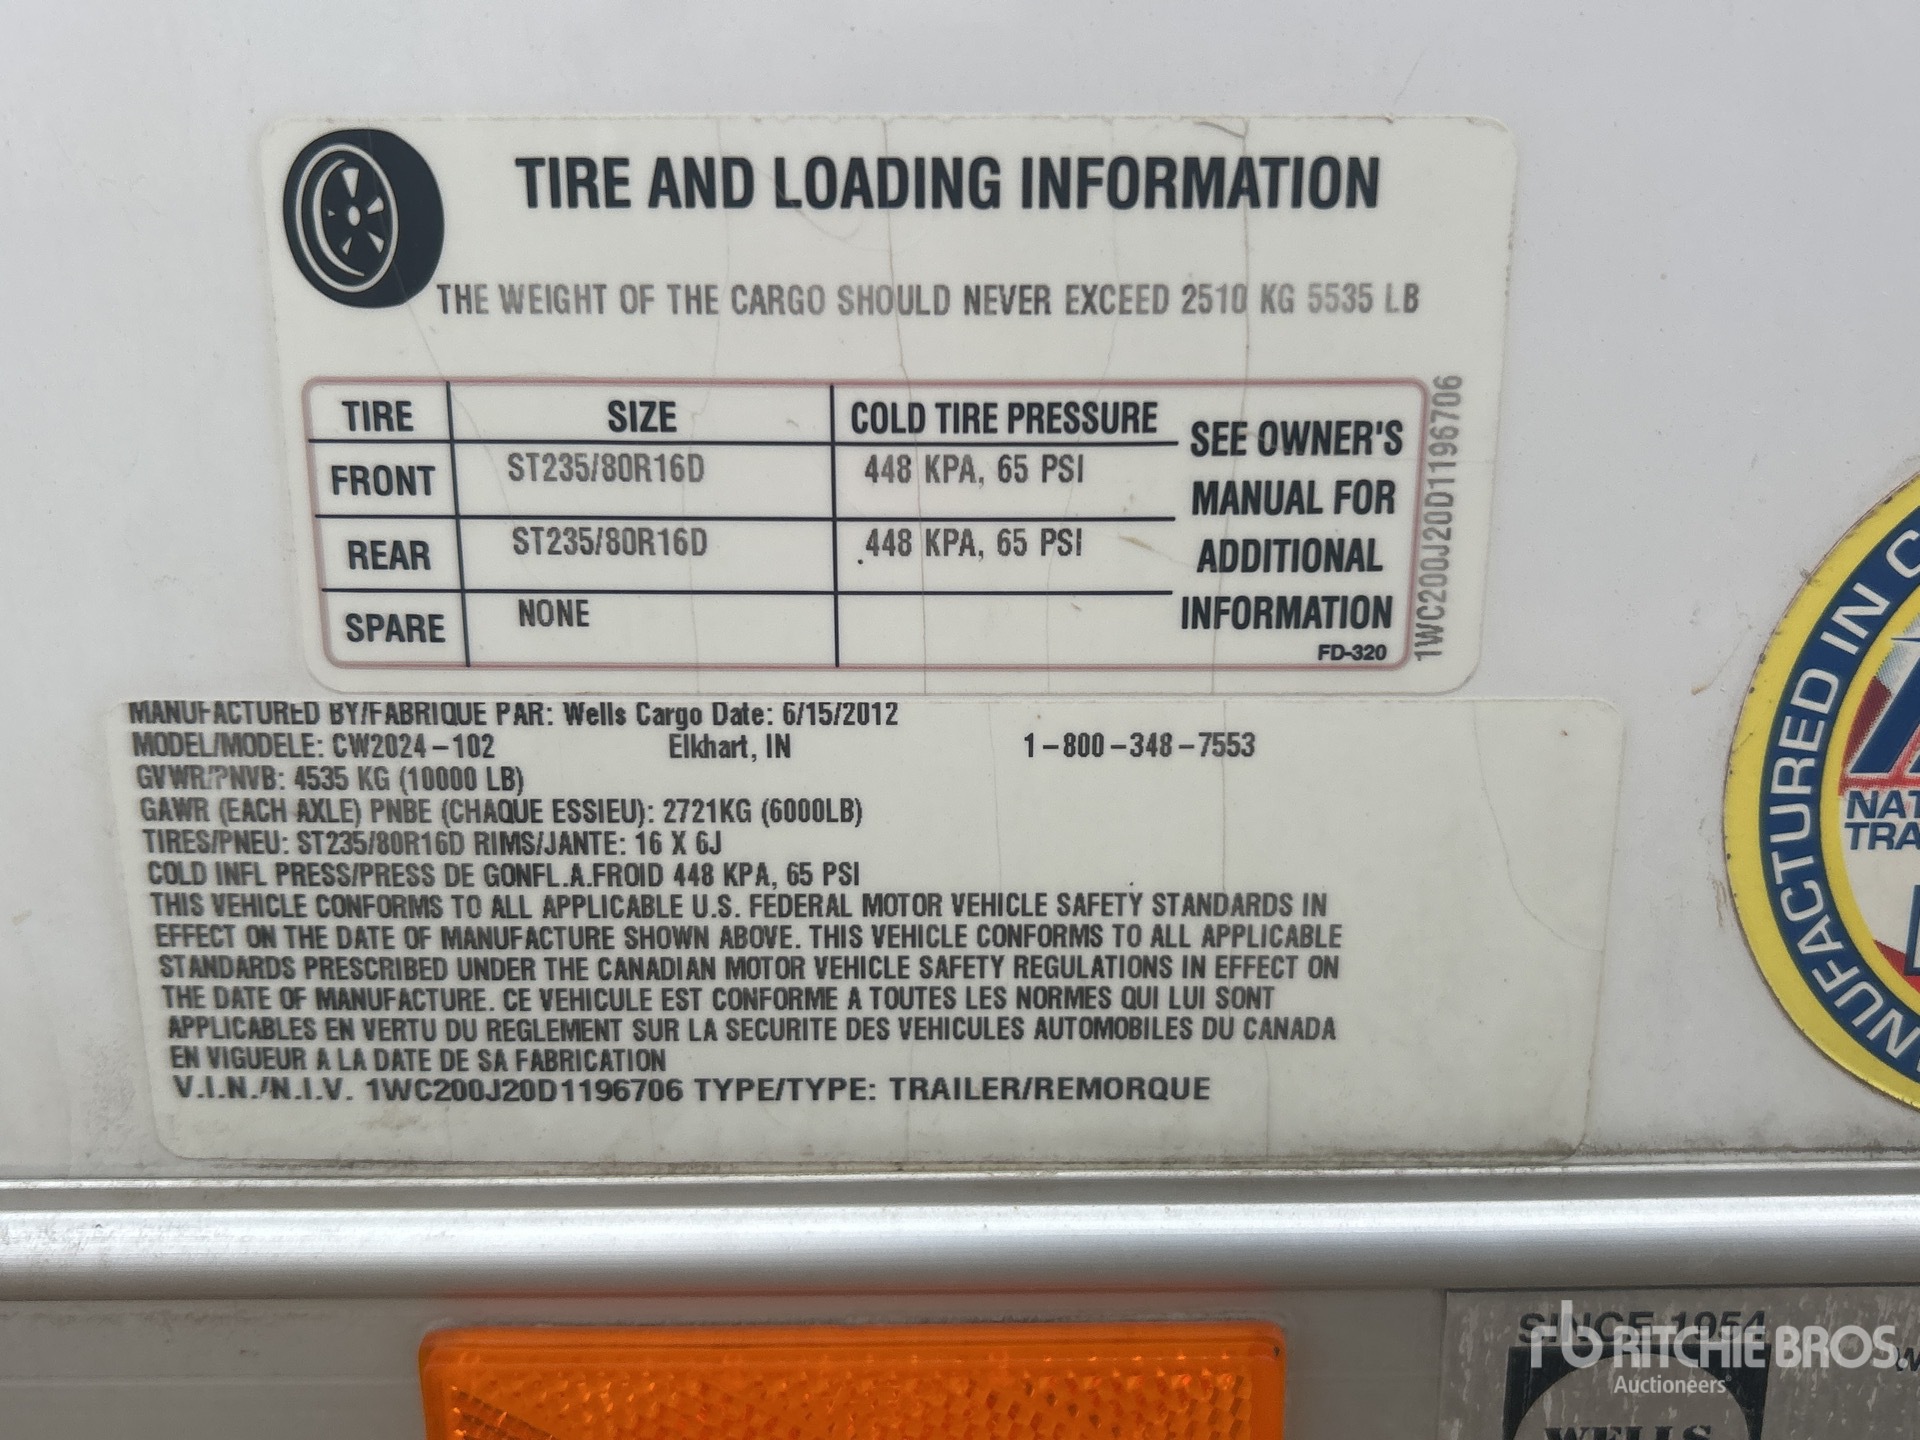 TIRE AND LOADING INFORMATION
THE WEIGHT OF THE CARGO SHOULD NEVER EXCEED 2510 KG 5535 LB
TIRE SIZE COLD TIRE PRESSURE
FRONT ST235/80R16D 448 KPA, 65 PSI
REAR ST235/80R16D 448 KPA, 65 PSI
SPARE NONE
SEE OWNER'S
MANUAL FOR
ADDITIONAL
INFORMATION
FD-320
1WC200J20D1196706
MANUFACTURED BY/FABRIQUE PAR: Wells Cargo Date: 6/15/2012
MODEL/MODELE: CW2024-102 Elkhart, IN 1-800-348-7553
GVWR/PNVB: 4535 KG (10000 LB)
GAWR (EACH AXLE) PNBE (CHAQUE ESSIEU): 2721KG (6000LB)
TIRES/PNEU: ST235/80R16D RIMS/JANTE: 16 X 6J
COLD INFL PRESS/PRESS DE GONFL.A.FROID 448 KPA, 65 PSI
THIS VEHICLE CONFORMS TO ALL APPLICABLE U.S. FEDERAL MOTOR VEHICLE SAFETY STANDARDS IN
EFFECT ON THE DATE OF MANUFACTURE SHOWN ABOVE. THIS VEHICLE CONFORMS TO ALL APPLICABLE
STANDARDS PRESCRIBED UNDER THE CANADIAN MOTOR VEHICLE SAFETY REGULATIONS IN EFFECT ON
THE DATE OF MANUFACTURE. CE VEHICULE EST CONFORME A TOUTES LES NORMES QUI LUI SONT
APPLICABLES EN VERTU DU REGLEMENT SUR LA SECURITE DES VEHICULES AUTOMOBILES DU CANADA
EN VIGUEUR A LA DATE DE SA FABRICATION
V.I.N./N.I.V. 1WC200J20D1196706 TYPE/TYPE: TRAILER/REMORQUE
MANUFACTURED IN
SINCE 1954
WELLS
rb RITCHIE BROS.
Auctioneers